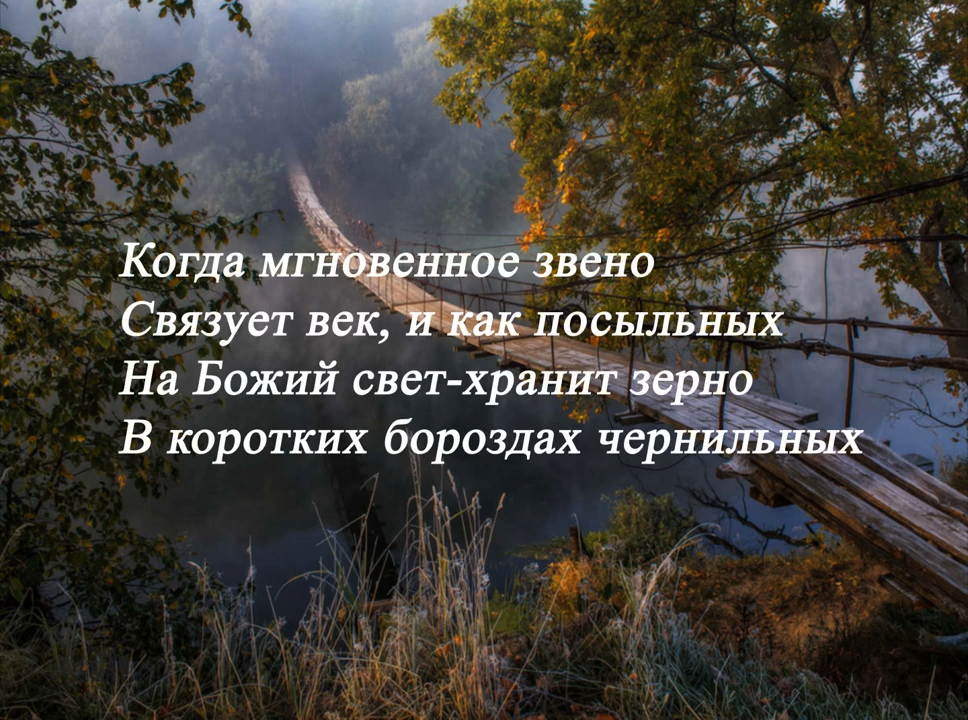 Когда мгновенное звено
Связует век, и как посыльных
На Божий свет-хранит зерно
В коротких бороздах чернильных